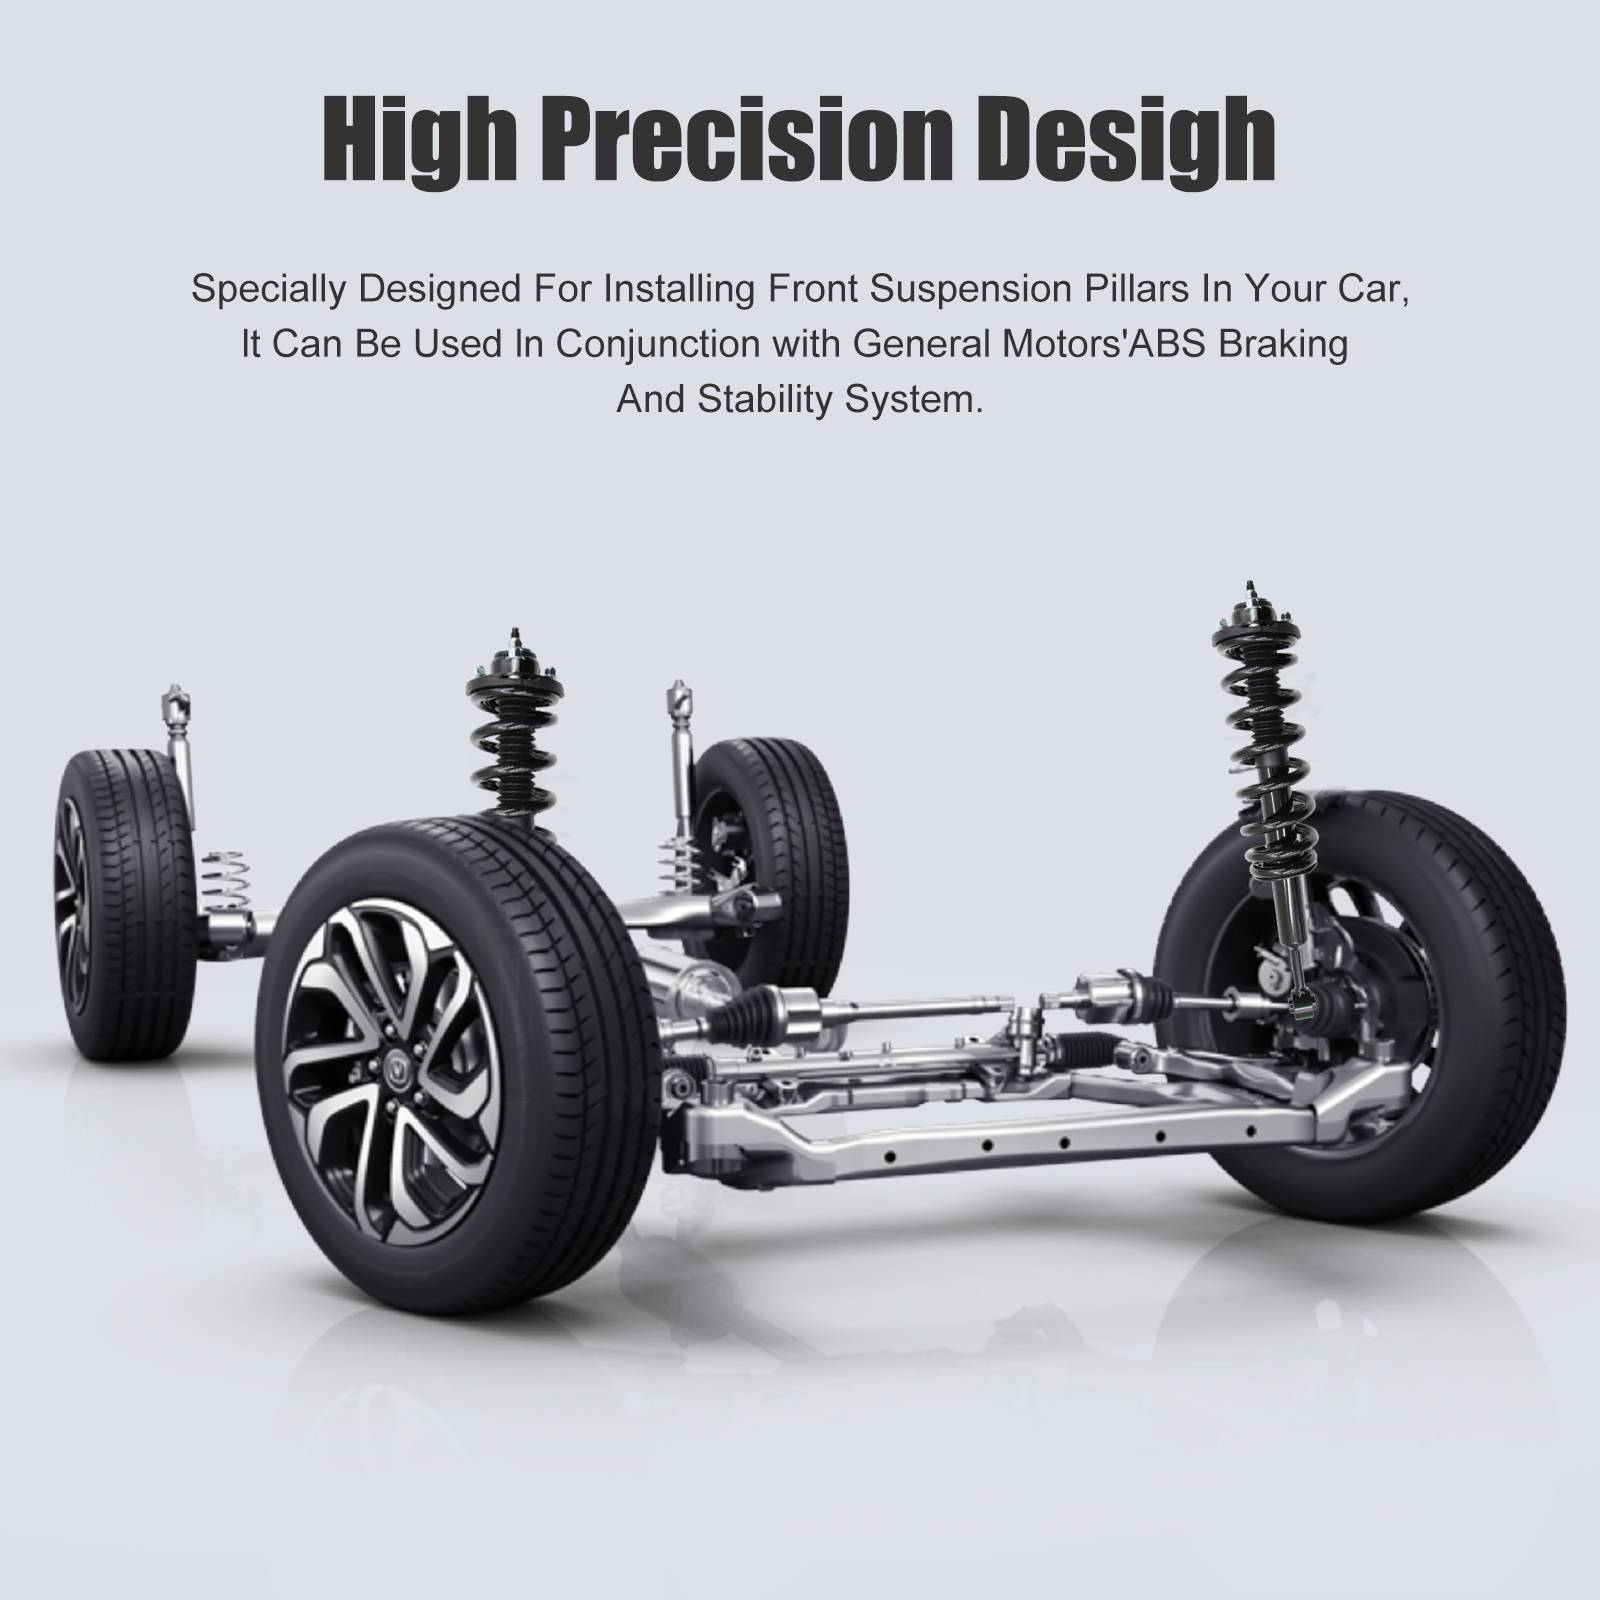 High Precision Desigh
Specially Designed For Installing Front Suspension Pillars In Your Car,
It Can Be Used In Conjunction with General Motors'ABS Braking
And Stability System.